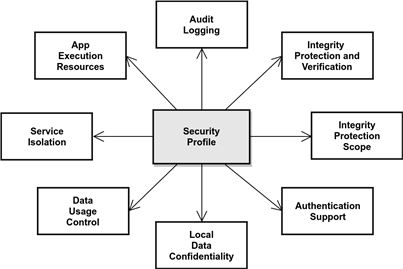 Audit
Logging
App
Execution
Resources
Integrity
Protection and
Verification
Service
Isolation
Security
Profile
Integrity
Protection
Scope
Data
Usage
Control
Local
Data
Confidentiality
Authentication
Support